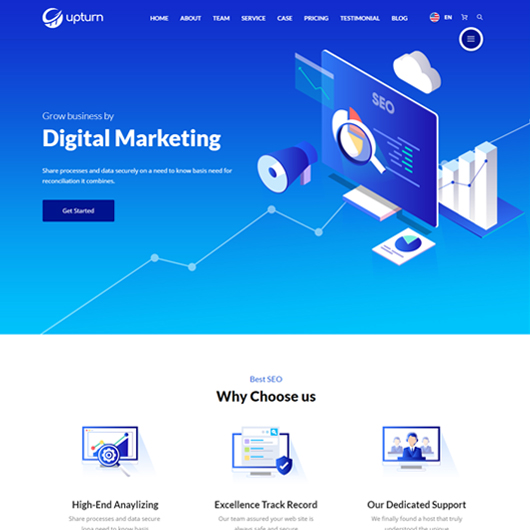 upturn
HOME ABOUT TEAM SERVICE CASE PRICING TESTIMONIAL BLOG EN
SEO
Grow business by
Digital Marketing
Share processes and data securely on a need to know basis need for
reconciliation it combines.
Get Started
Best SEO
Why Choose us
High-End Anaylizing
Excellence Track Record
Our Dedicated Support
Share processes and data secure
Our team assured your web site is
We finally found a host that truly
lona need to know basis
always safe and secure
understood the unique